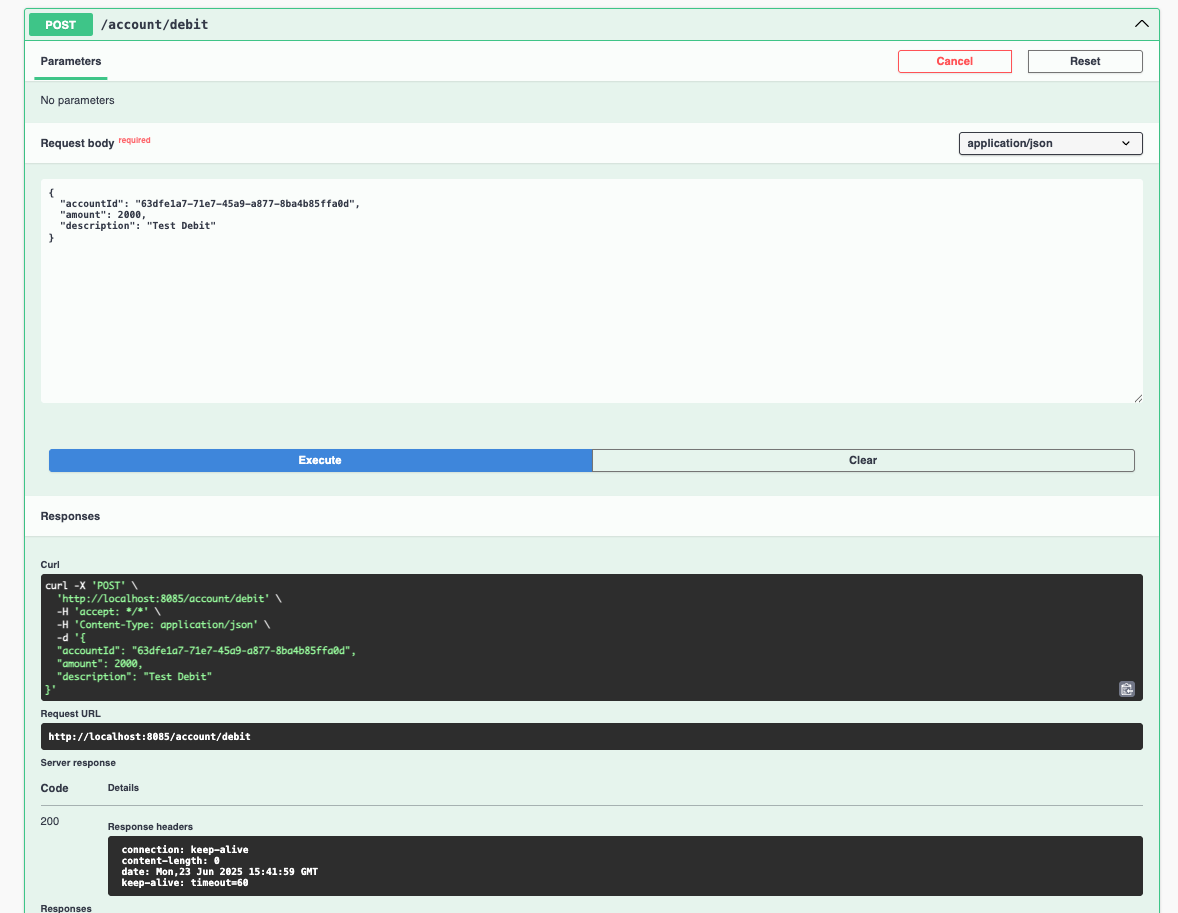 POST /account/debit
Parameters
Cancel
Reset
No parameters
Request body required
application/json
{
  "accountId": "63dfe1a7-71e7-45a9-a877-8ba4b85ffa0d",
  "amount": 2000,
  "description": "Test Debit"
}
Execute
Clear
Responses
Curl
curl -X 'POST' \
  'http://localhost:8085/account/debit' \
  -H 'accept: */*' \
  -H 'Content-Type: application/json' \
  -d '{
  "accountId": "63dfe1a7-71e7-45a9-a877-8ba4b85ffa0d",
  "amount": 2000,
  "description": "Test Debit"
}'
Request URL
http://localhost:8085/account/debit
Server response
Code Details
200
Response headers
connection: keep-alive
content-length: 0
date: Mon,23 Jun 2025 15:41:59 GMT
keep-alive: timeout=60
Responses